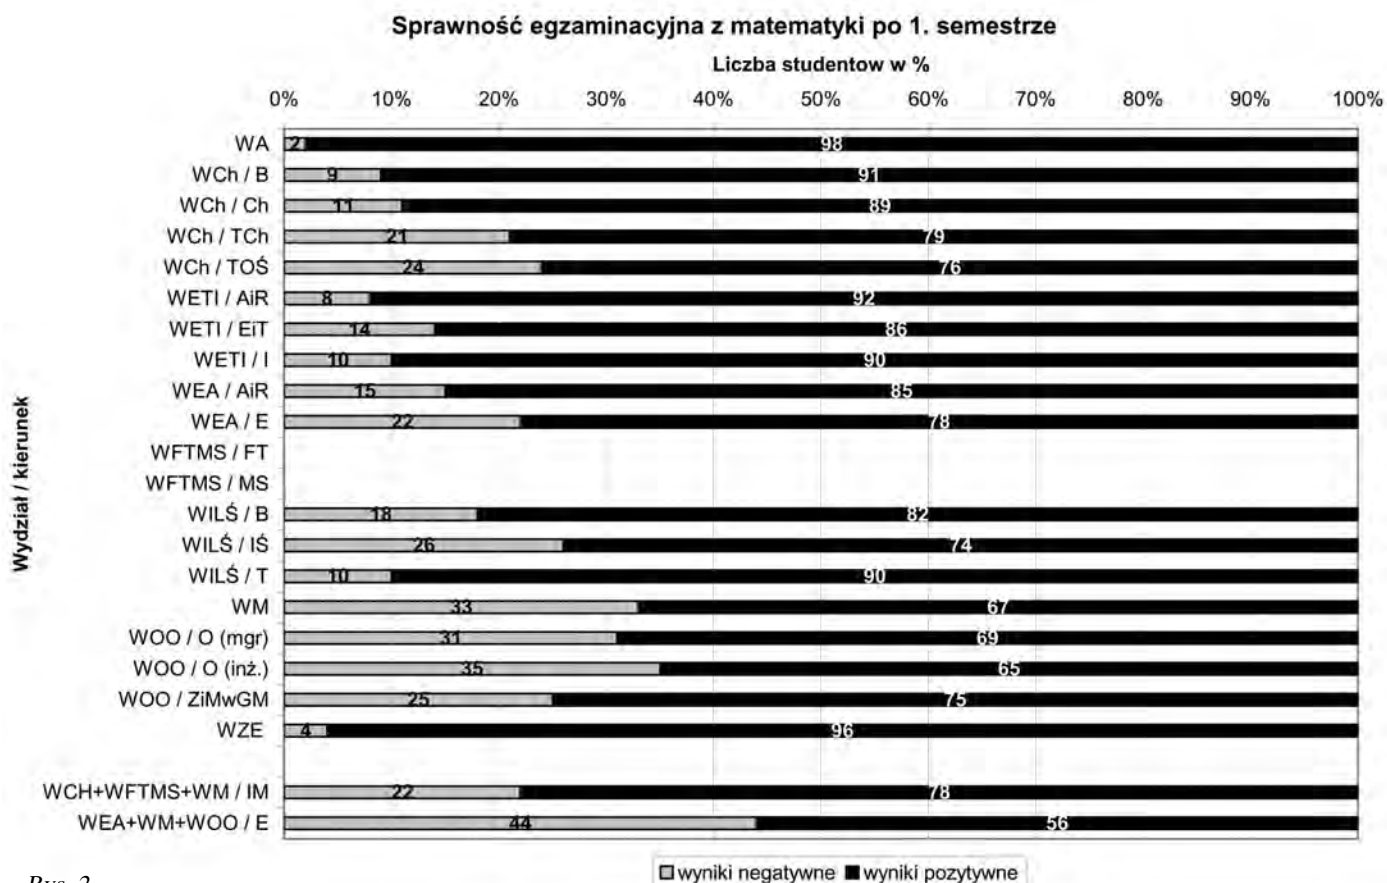 Sprawność egzaminacyjna z matematyki po 1. semestrze
Liczba studentow w %
0% 10% 20% 30% 40% 50% 60% 70% 80% 90% 100%
Wydział / kierunek
WA 2 98
WCh / B 9 91
WCh / Ch 11 89
WCh / TCh 21 79
WCh / TOŚ 24 76
WETI / AiR 8 92
WETI / EiT 14 86
WETI / I 10 90
WEA / AiR 15 85
WEA / E 22 78
WFTMS / FT
WFTMS / MS
WILŚ / B 18 82
WILŚ / IŚ 26 74
WILŚ / T 10 90
WM 33 67
WOO / O (mgr) 31 69
WOO / O (inż.) 35 65
WOO / ZiMwGM 25 75
WZE 4 96
WCH+WFTMS+WM / IM 22 78
WEA+WM+WOO / E 44 56
wyniki negatywne wyniki pozytywne